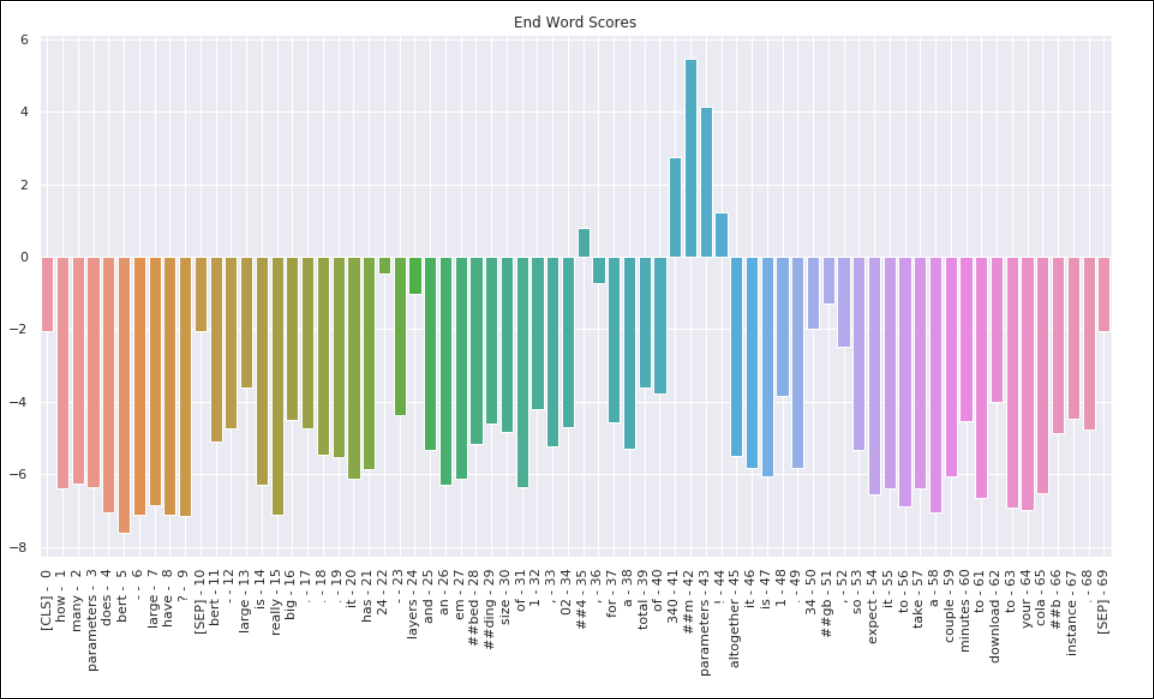 End Word Scores
6
4
2
0
−2
−4
−6
−8
[CLS] - 0
how - 1
many - 2
parameters - 3
does - 4
bert - 5
- - 6
large - 7
have - 8
? - 9
[SEP] - 10
bert - 11
- - 12
large - 13
is - 14
really - 15
big - 16
. - 17
. - 18
. - 19
it - 20
has - 21
24 - 22
- - 23
layers - 24
and - 25
an - 26
em - 27
##bed - 28
##ding - 29
size - 30
of - 31
1 - 32
, - 33
02 - 34
##4 - 35
, - 36
for - 37
a - 38
total - 39
of - 40
340 - 41
##m - 42
parameters - 43
! - 44
altogether - 45
it - 46
is - 47
1 - 48
. - 49
34 - 50
##gb - 51
, - 52
so - 53
expect - 54
it - 55
to - 56
take - 57
a - 58
couple - 59
minutes - 60
to - 61
download - 62
to - 63
your - 64
cola - 65
##b - 66
instance - 67
. - 68
[SEP] - 69